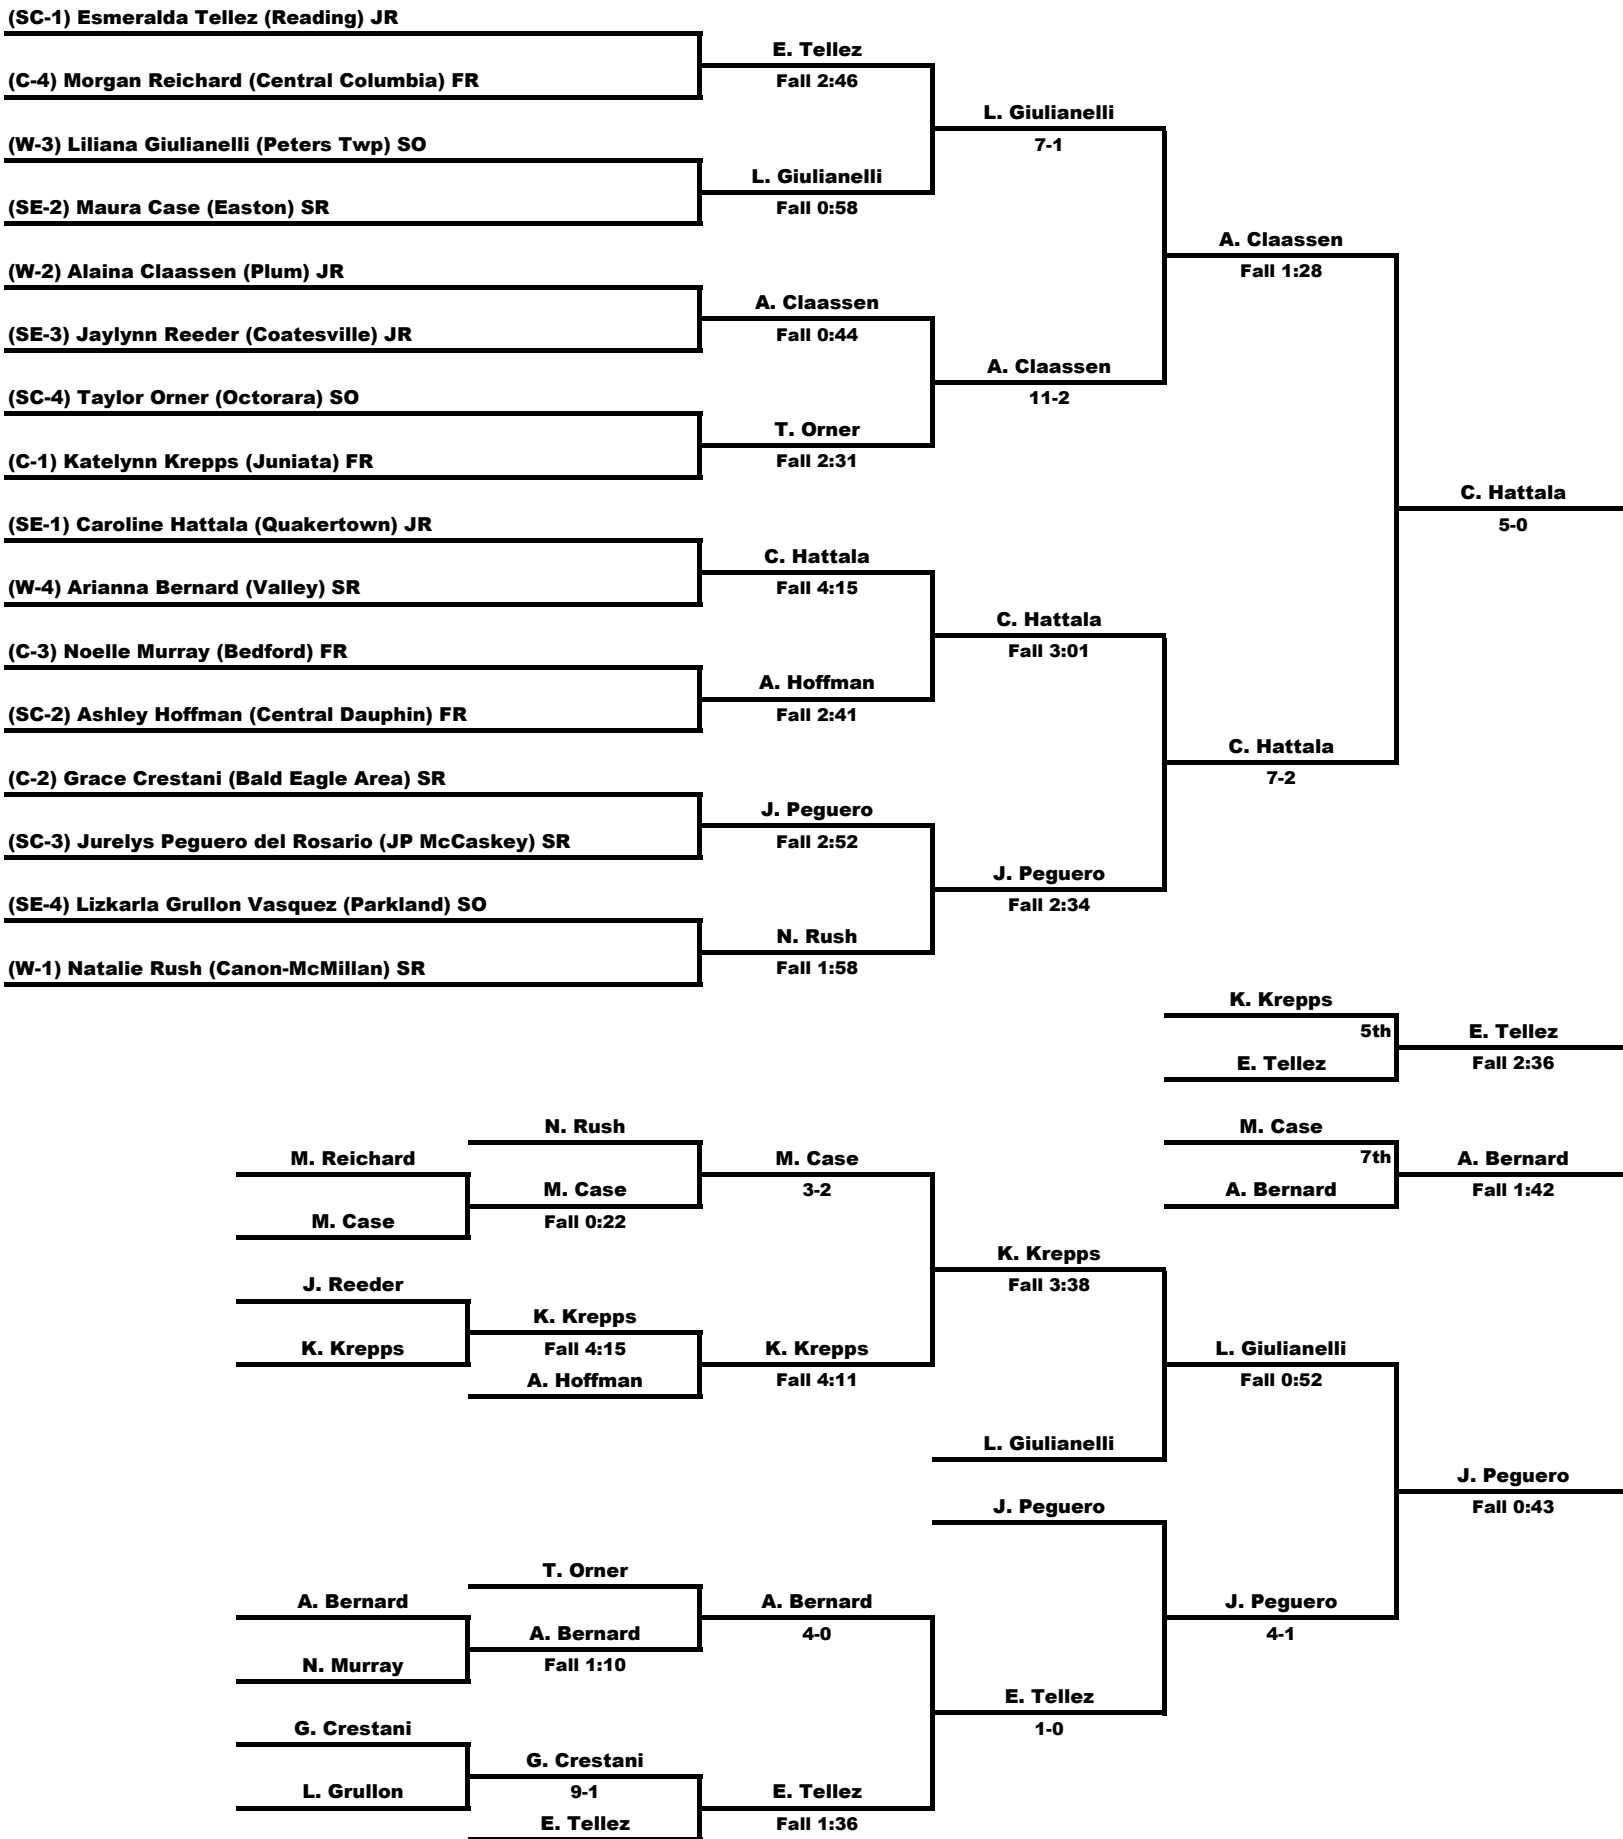 (SC-1) Esmeralda Tellez (Reading) JR
E. Tellez
(C-4) Morgan Reichard (Central Columbia) FR
Fall 2:46
L. Giulianelli
(W-3) Liliana Giulianelli (Peters Twp) SO
7-1
L. Giulianelli
(SE-2) Maura Case (Easton) SR
Fall 0:58
A. Claassen
(W-2) Alaina Claassen (Plum) JR
Fall 1:28
A. Claassen
(SE-3) Jaylynn Reeder (Coatesville) JR
Fall 0:44
A. Claassen
(SC-4) Taylor Orner (Octorara) SO
11-2
T. Orner
(C-1) Katelynn Krepps (Juniata) FR
Fall 2:31
C. Hattala
(SE-1) Caroline Hattala (Quakertown) JR
5-0
C. Hattala
(W-4) Arianna Bernard (Valley) SR
Fall 4:15
C. Hattala
(C-3) Noelle Murray (Bedford) FR
Fall 3:01
A. Hoffman
(SC-2) Ashley Hoffman (Central Dauphin) FR
Fall 2:41
C. Hattala
(C-2) Grace Crestani (Bald Eagle Area) SR
7-2
J. Peguero
(SC-3) Jurelys Peguero del Rosario (JP McCaskey) SR
Fall 2:52
J. Peguero
(SE-4) Lizkarla Grullon Vasquez (Parkland) SO
Fall 2:34
N. Rush
(W-1) Natalie Rush (Canon-McMillan) SR
Fall 1:58
K. Krepps
5th
E. Tellez
E. Tellez
Fall 2:36
N. Rush
M. Case
M. Reichard
M. Case
7th
A. Bernard
M. Case
3-2
A. Bernard
Fall 1:42
M. Case
Fall 0:22
K. Krepps
J. Reeder
Fall 3:38
K. Krepps
K. Krepps
Fall 4:15
K. Krepps
L. Giulianelli
A. Hoffman
Fall 4:11
Fall 0:52
L. Giulianelli
J. Peguero
J. Peguero
Fall 0:43
T. Orner
A. Bernard
A. Bernard
J. Peguero
A. Bernard
4-0
4-1
N. Murray
Fall 1:10
E. Tellez
G. Crestani
1-0
G. Crestani
L. Grullon
9-1
E. Tellez
E. Tellez
Fall 1:36